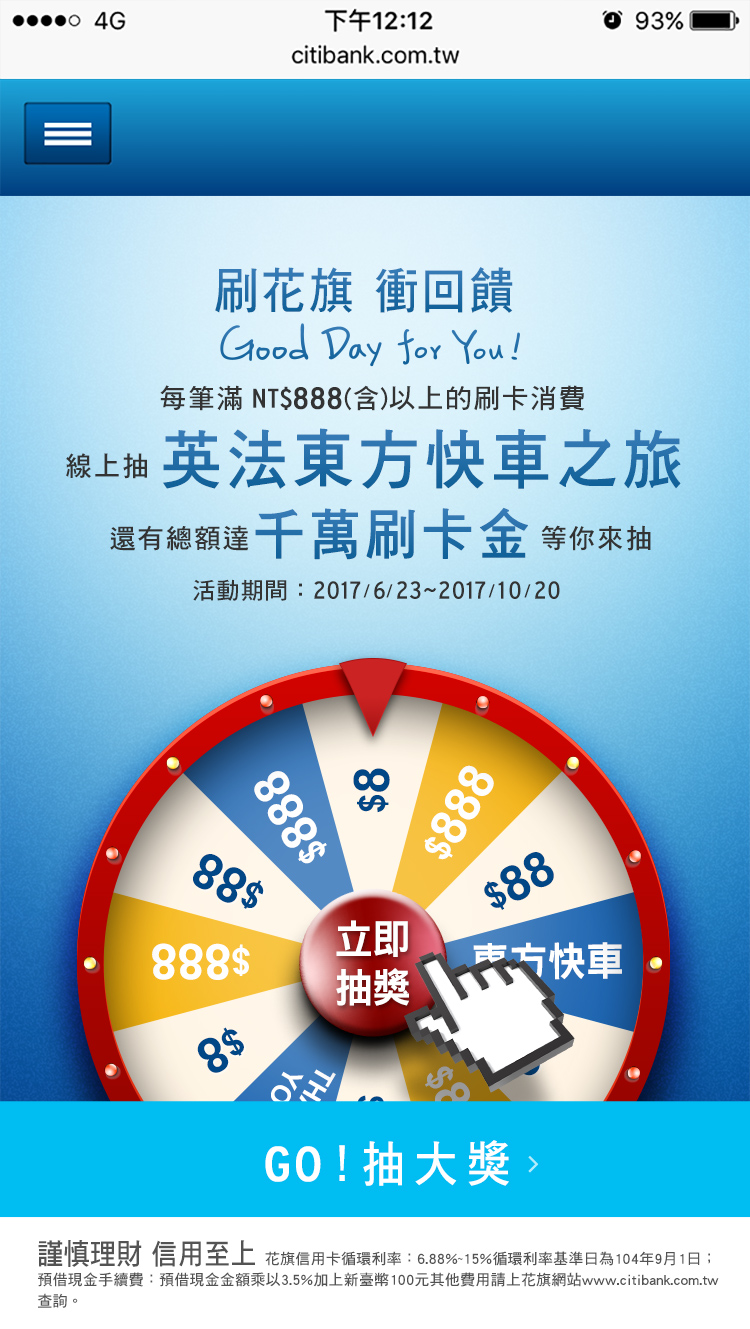 4G 下午12:12 93%
citibank.com.tw
刷花旗 衝回饋
Good Day for You!
每筆滿 NT$888(含)以上的刷卡消費
線上抽 英法東方快車之旅
還有總額達 千萬刷卡金 等你來抽
活動期間：2017/6/23~2017/10/20
$8
$888
$888
$88
$88
888$
立即
抽獎
東方快車
$8
TH
YO
$
$8
GO！抽大獎 ›
謹慎理財 信用至上 花旗信用卡循環利率：6.88%~15%循環利率基準日為104年9月1日；
預借現金手續費：預借現金金額乘以3.5%加上新臺幣100元其他費用請上花旗網站www.citibank.com.tw
查詢。